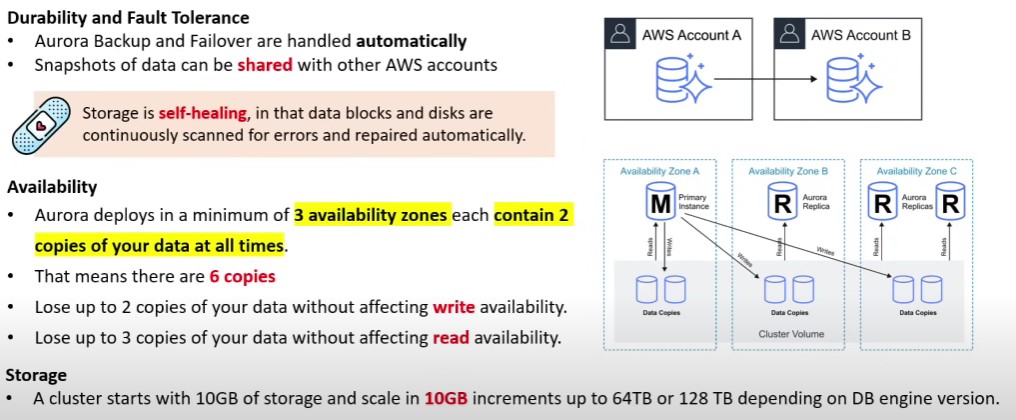 Durability and Fault Tolerance
• Aurora Backup and Failover are handled automatically
• Snapshots of data can be shared with other AWS accounts
Storage is self-healing, in that data blocks and disks are
continuously scanned for errors and repaired automatically.
Availability
• Aurora deploys in a minimum of 3 availability zones each contain 2
copies of your data at all times.
• That means there are 6 copies
• Lose up to 2 copies of your data without affecting write availability.
• Lose up to 3 copies of your data without affecting read availability.
Storage
• A cluster starts with 10GB of storage and scale in 10GB increments up to 64TB or 128 TB depending on DB engine version.
AWS Account A
AWS Account B
Availability Zone A
Availability Zone B
Availability Zone C
M
Primary
Instance
R
Aurora
Replica
R
Aurora
Replicas
R
Reads
Writes
Writes
Reads
Writes
Reads
Reads
Data Copies
Data Copies
Data Copies
Cluster Volume